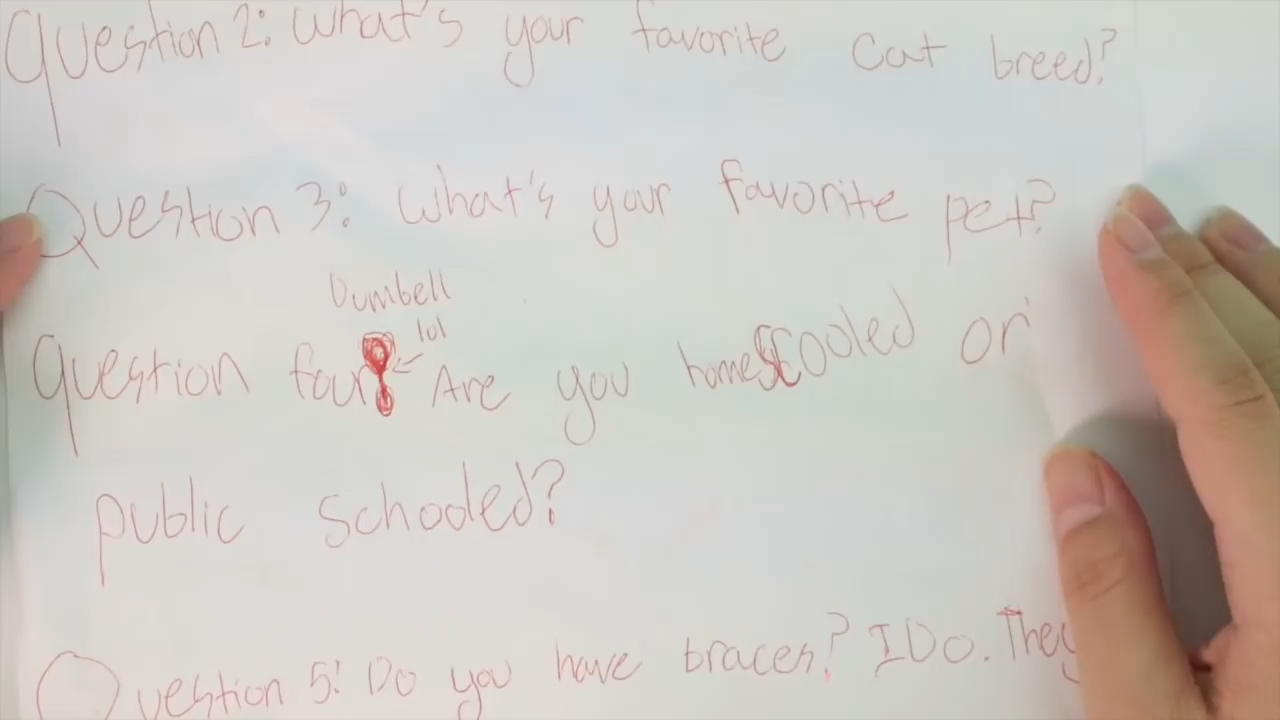 Question 2: What's your favorite cat breed?
Question 3: What's your favorite pet?
Dumbell
lol
Question four: Are you homescooled or
public schooled?
Question 5: Do you have braces? I Do. They